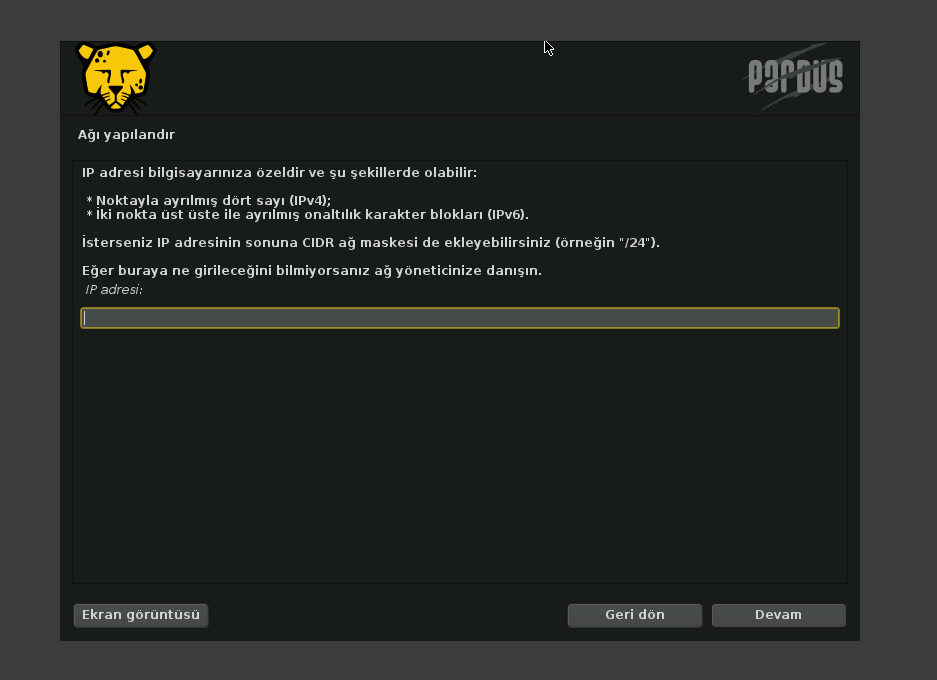 PARDUS
Ağı yapılandır
IP adresi bilgisayarınıza özeldir ve şu şekillerde olabilir:
* Noktayla ayrılmış dört sayı (IPv4);
* İki nokta üst üste ile ayrılmış onaltılık karakter blokları (IPv6).
İsterseniz IP adresinin sonuna CIDR ağ maskesi de ekleyebilirsiniz (örneğin "/24").
Eğer buraya ne girileceğini bilmiyorsanız ağ yöneticinize danışın.
IP adresi:
Ekran görüntüsü
Geri dön
Devam